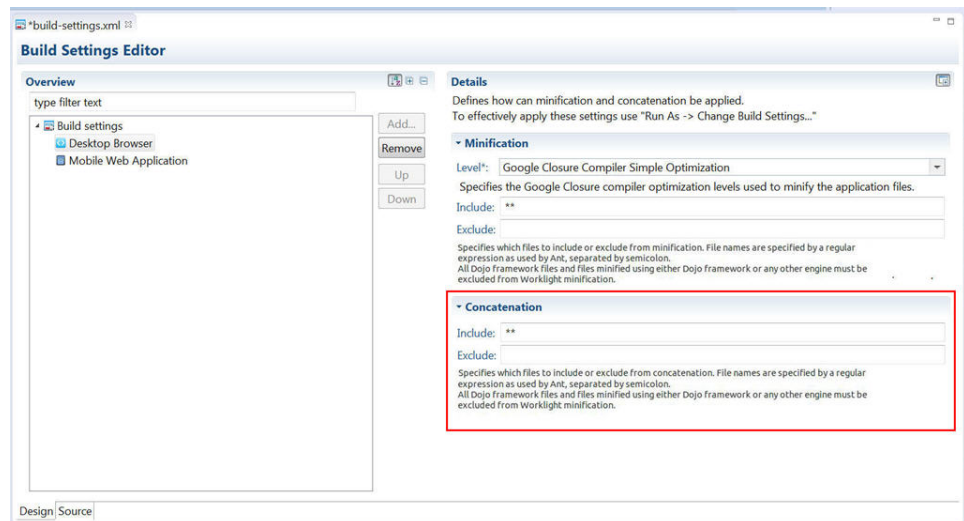 *build-settings.xml
Build Settings Editor
Overview
type filter text
Build settings
Desktop Browser
Mobile Web Application
Add...
Remove
Up
Down
Details
Defines how can minification and concatenation be applied.
To effectively apply these settings use "Run As -> Change Build Settings..."
Minification
Level*: Google Closure Compiler Simple Optimization
Specifies the Google Closure compiler optimization levels used to minify the application files.
Include: **
Exclude:
Specifies which files to include or exclude from minification. File names are specified by a regular
expression as used by Ant, separated by semicolon.
All Dojo framework files and files minified using either Dojo framework or any other engine must be
excluded from Worklight minification.
Concatenation
Include: **
Exclude:
Specifies which files to include or exclude from concatenation. File names are specified by a regular
expression as used by Ant, separated by semicolon.
All Dojo framework files and files minified using either Dojo framework or any other engine must be
excluded from Worklight minification.
Design Source